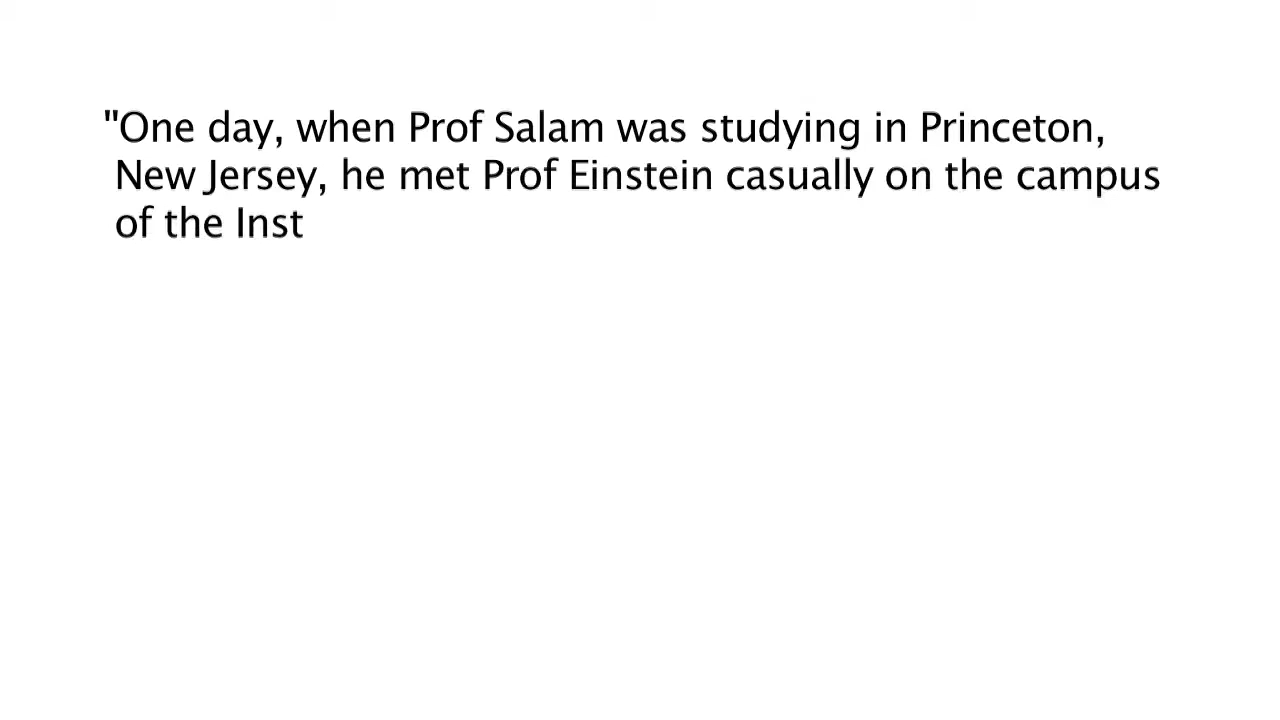 "One day, when Prof Salam was studying in Princeton,
New Jersey, he met Prof Einstein casually on the campus
of the Inst